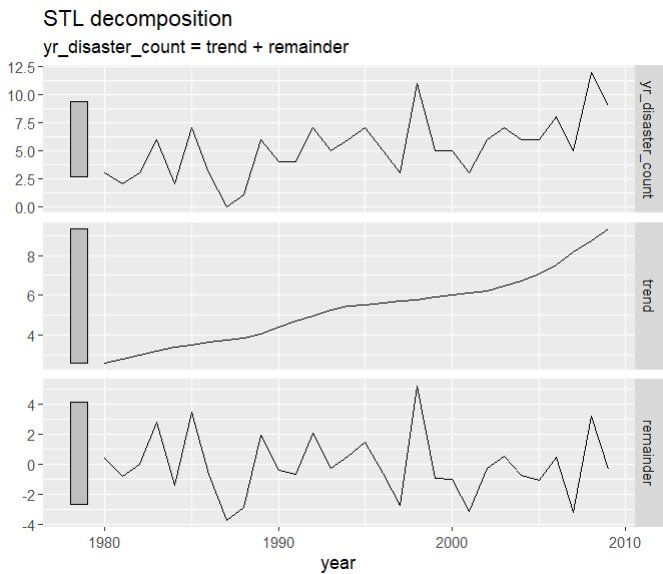 STL decomposition
yr_disaster_count = trend + remainder
12.5
10.0
7.5
5.0
2.5
0.0
yr_disaster_count
8
6
4
trend
4
2
0
-2
-4
remainder
1980 1990 2000 2010
year